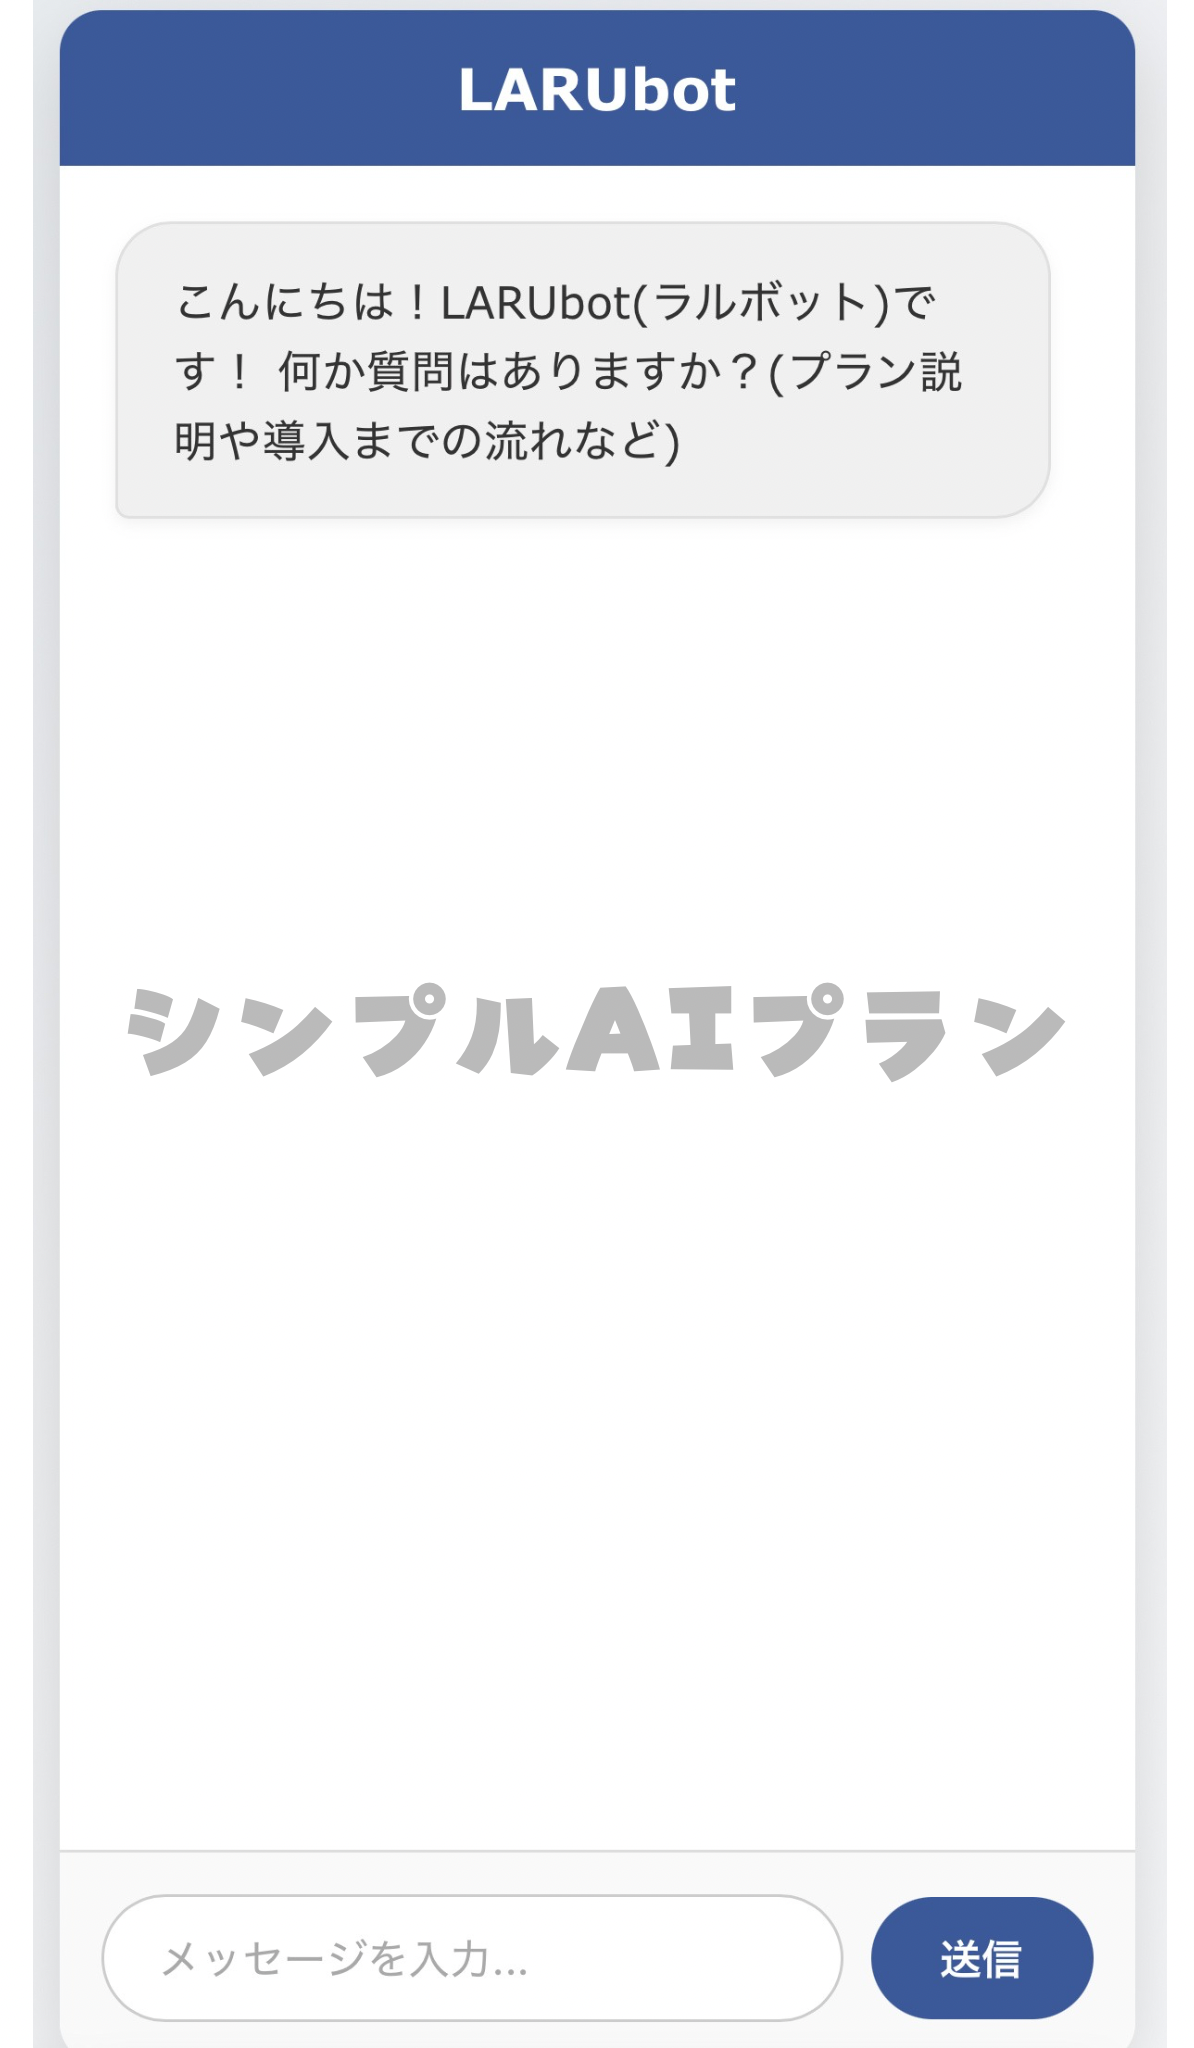 LARUbot
こんにちは！LARUbot(ラルボット)で
す！ 何か質問はありますか？(プラン説
明や導入までの流れなど)
シンプルAIプラン
メッセージを入力...
送信